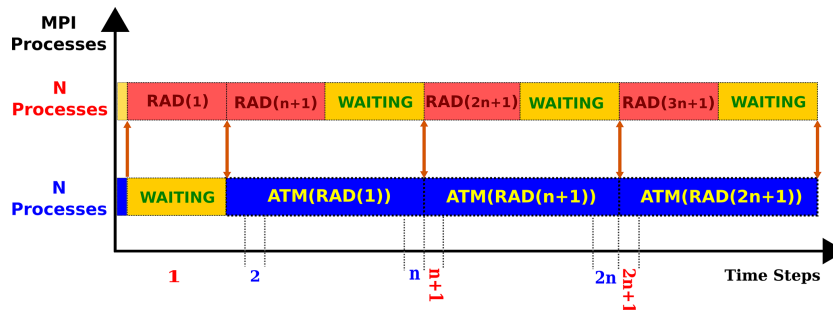 MPI
Processes
N
Processes
RAD(1) RAD(n+1) WAITING RAD(2n+1) WAITING RAD(3n+1) WAITING
N
Processes
WAITING ATM(RAD(1)) ATM(RAD(n+1)) ATM(RAD(2n+1))
1 2 n n+1 2n 2n+1 Time Steps